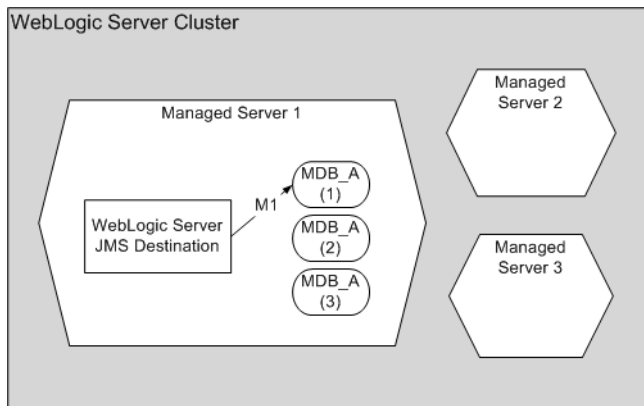 WebLogic Server Cluster
Managed Server 1
Managed
Server 2
MDB_A
(1)
M1
WebLogic Server
JMS Destination
MDB_A
(2)
MDB_A
(3)
Managed
Server 3